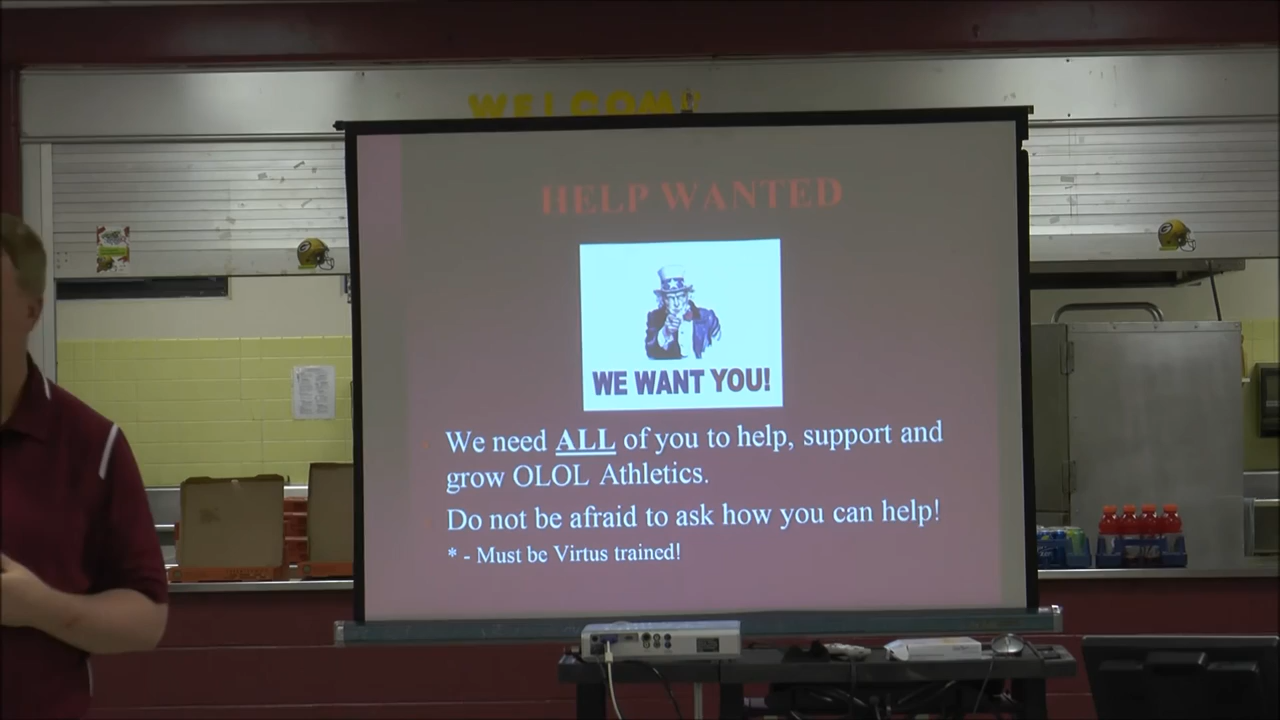 WELCOME
HELP WANTED
WE WANT YOU!
We need ALL of you to help, support and
grow OLOL Athletics.
Do not be afraid to ask how you can help!
* - Must be Virtus trained!